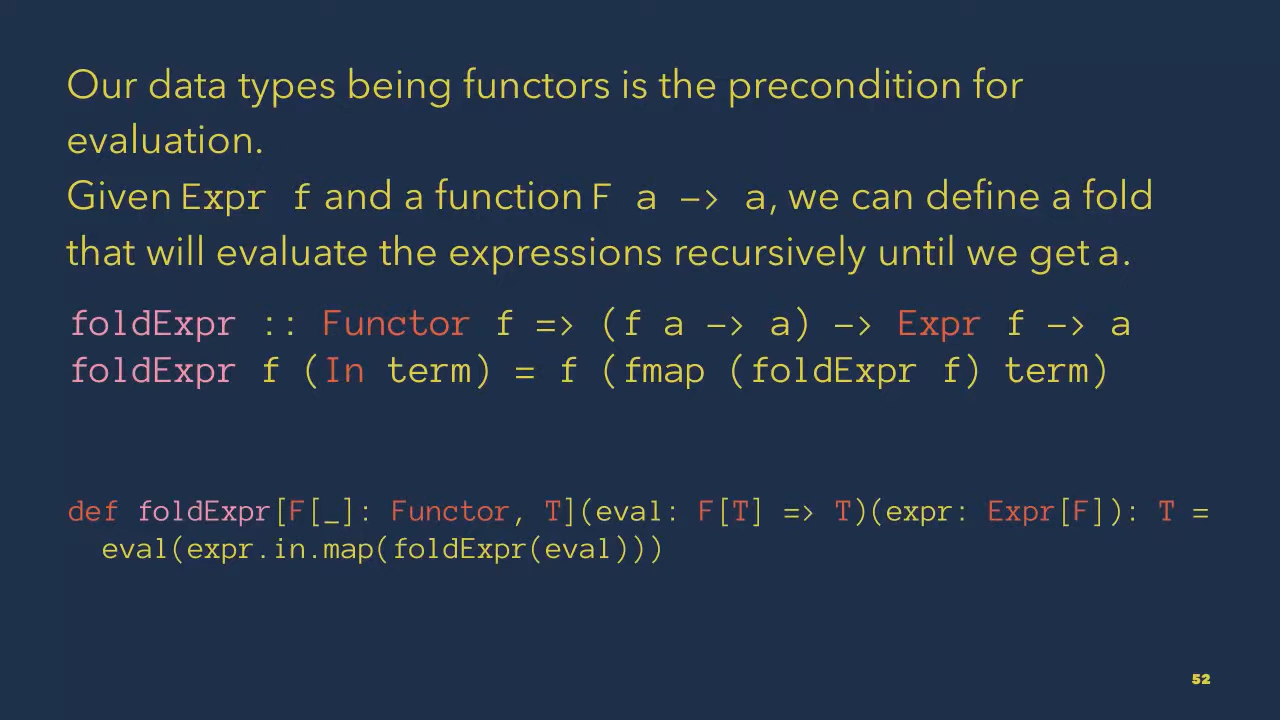 Our data types being functors is the precondition for
evaluation.
Given Expr f and a function F a -> a, we can define a fold
that will evaluate the expressions recursively until we get a.
foldExpr :: Functor f => (f a -> a) -> Expr f -> a
foldExpr f (In term) = f (fmap (foldExpr f) term)
def foldExpr[F[_]: Functor, T](eval: F[T] => T)(expr: Expr[F]): T =
  eval(expr.in.map(foldExpr(eval)))
52